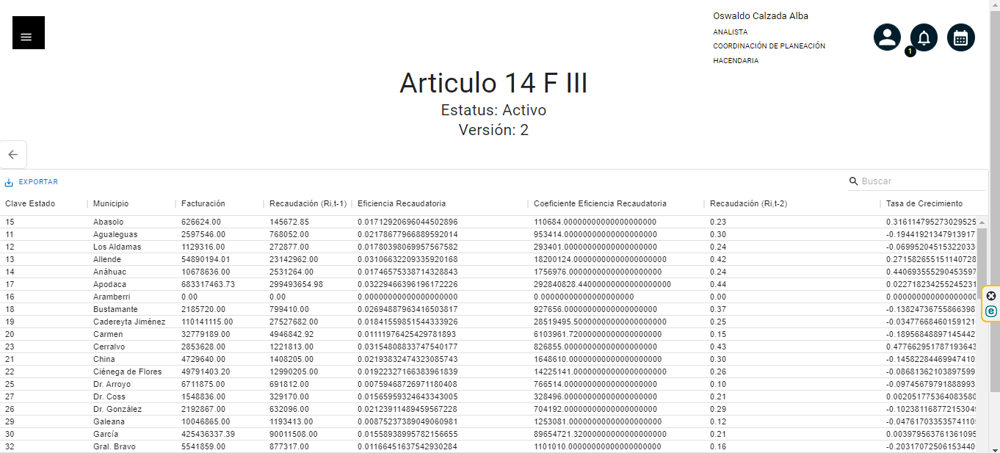 Oswaldo Calzada Alba
ANALISTA
COORDINACIÓN DE PLANEACIÓN
HACENDARIA
1
Articulo 14 F III
Estatus: Activo
Versión: 2
EXPORTAR
Buscar
Clave Estado Municipio Facturación Recaudación (Ri,t-1) Eficiencia Recaudatoria Coeficiente Eficiencia Recaudatoria Recaudación (Ri,t-2) Tasa de Crecimiento
15 Abasolo 626624.00 145672.85 0.01712920696044502896 110684.00000000000000000000 0.23 0.316114795273029525
11 Agualeguas 2597546.00 768052.00 0.02178677966889592014 953414.00000000000000000000 0.30 -0.19441921347913917
12 Los Aldamas 1129316.00 272877.00 0.01780398069957567582 293401.00000000000000000000 0.24 -0.06995204515322033
13 Allende 54890194.01 23142962.00 0.03106632209335920168 18200124.00000000000000000000 0.42 0.271582655151140728
14 Anáhuac 10678636.00 2531264.00 0.01746575338714328843 1756976.00000000000000000000 0.24 0.440693555290453597
17 Apodaca 683317463.73 299493654.98 0.03229466396196172226 292840828.44000000000000000000 0.44 0.022718234255245231
16 Aramberri 0.00 0.00 0.00000000000000000000 0.00000000000000000000 0.00 0.000000000000000000
18 Bustamante 2185720.00 799410.00 0.02694887963416503817 927656.00000000000000000000 0.37 -0.13824736755866398
19 Cadereyta Jiménez 110141115.00 27527682.00 0.01841559851544333926 28519495.50000000000000000000 0.25 -0.03477668460159121
20 Carmen 32779189.00 4946842.92 0.01111976425429781893 6103961.72000000000000000000 0.15 -0.18956848897145442
23 Cerralvo 2853628.00 1221813.00 0.03154808833747540177 826855.00000000000000000000 0.43 0.477662951787193643
21 China 4729640.00 1408205.00 0.02193832474323085743 1648610.00000000000000000000 0.30 -0.14582284469947410
22 Ciénega de Flores 49791403.20 12990205.00 0.01922327166383961839 14225141.00000000000000000000 0.26 -0.08681362103897599
25 Dr. Arroyo 6711875.00 691812.00 0.00759468726971180408 766514.00000000000000000000 0.10 -0.09745679791888993
27 Dr. Coss 1548836.00 329170.00 0.01565959324643343005 328496.00000000000000000000 0.21 0.002051775364083580
26 Dr. González 2192867.00 632096.00 0.02123911489459567228 704192.00000000000000000000 0.29 -0.10238116877215304
29 Galeana 10046865.00 1193413.00 0.00875237389049060981 1253081.00000000000000000000 0.12 -0.04761703353574110
30 García 425436337.39 90011508.00 0.01558938995782156655 89654721.32000000000000000000 0.21 0.003979563761361095
32 Gral. Bravo 5541859.00 877317.00 0.01166451637542930284 1101010.00000000000000000000 0.16 -0.20317072506153440